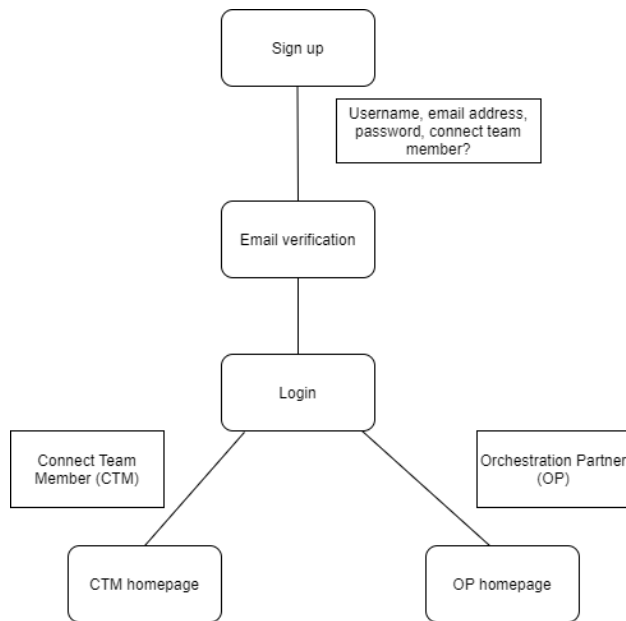 Sign up
Username, email address,
password, connect team
member?
Email verification
Login
Connect Team
Member (CTM)
Orchestration Partner
(OP)
CTM homepage
OP homepage